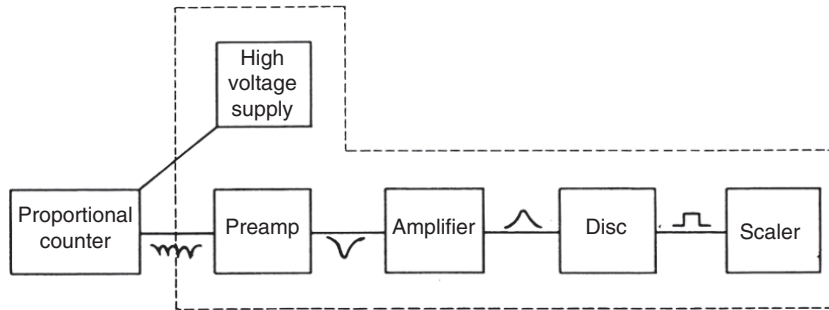 High
voltage
supply
Proportional
counter
Preamp
Amplifier
Disc
Scaler